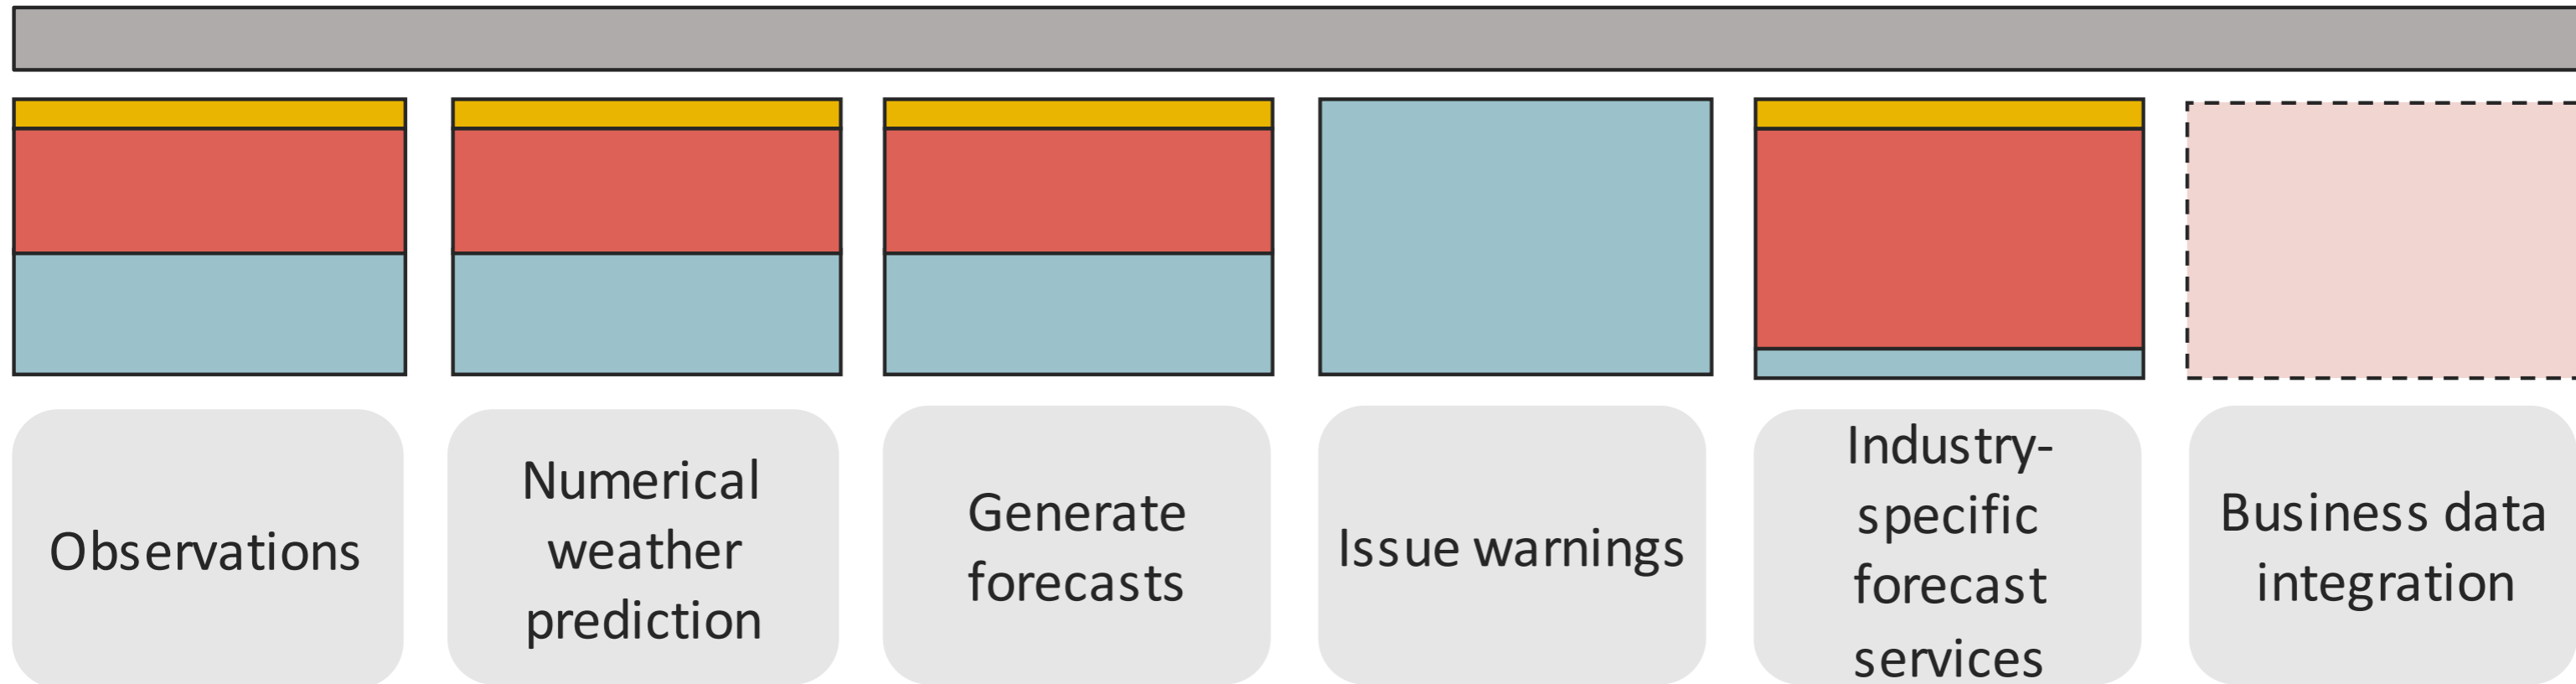 Observations
Numerical
weather
prediction
Generate
forecasts
Issue warnings
Industry-
specific
forecast
services
Business data
integration